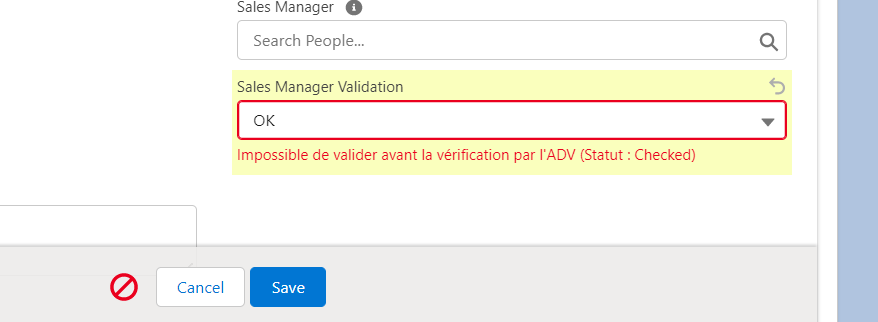 Sales Manager
Search People...
Sales Manager Validation
OK
Impossible de valider avant la vérification par l'ADV (Statut : Checked)
Cancel
Save